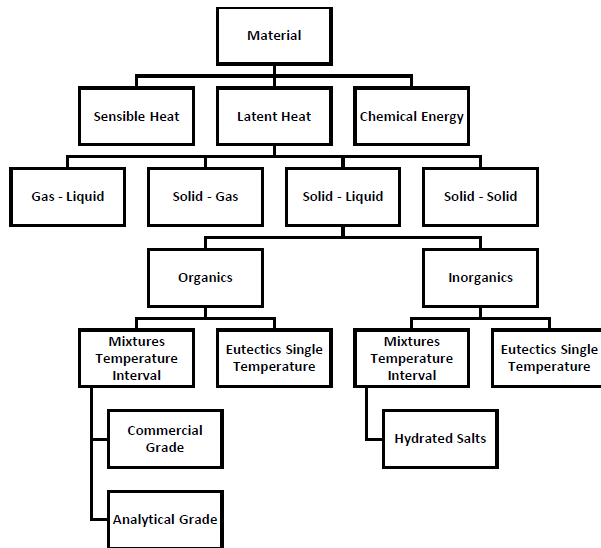 Material
Sensible Heat
Latent Heat
Chemical Energy
Gas - Liquid
Solid - Gas
Solid - Liquid
Solid - Solid
Organics
Inorganics
Mixtures
Temperature
Interval
Eutectics Single
Temperature
Mixtures
Temperature
Interval
Eutectics Single
Temperature
Commercial
Grade
Hydrated Salts
Analytical Grade